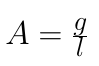 A = g/l